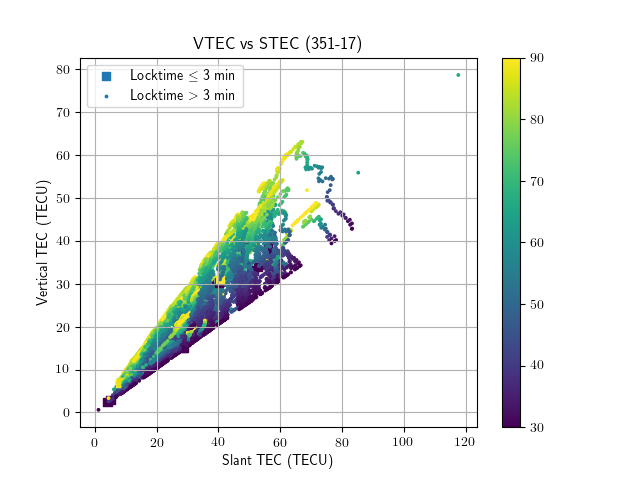 VTEC vs STEC (351-17)
Locktime ≤ 3 min
Locktime > 3 min
80
70
60
50
40
30
20
10
0
Vertical TEC (TECU)
0 20 40 60 80 100 120
Slant TEC (TECU)
90
80
70
60
50
40
30